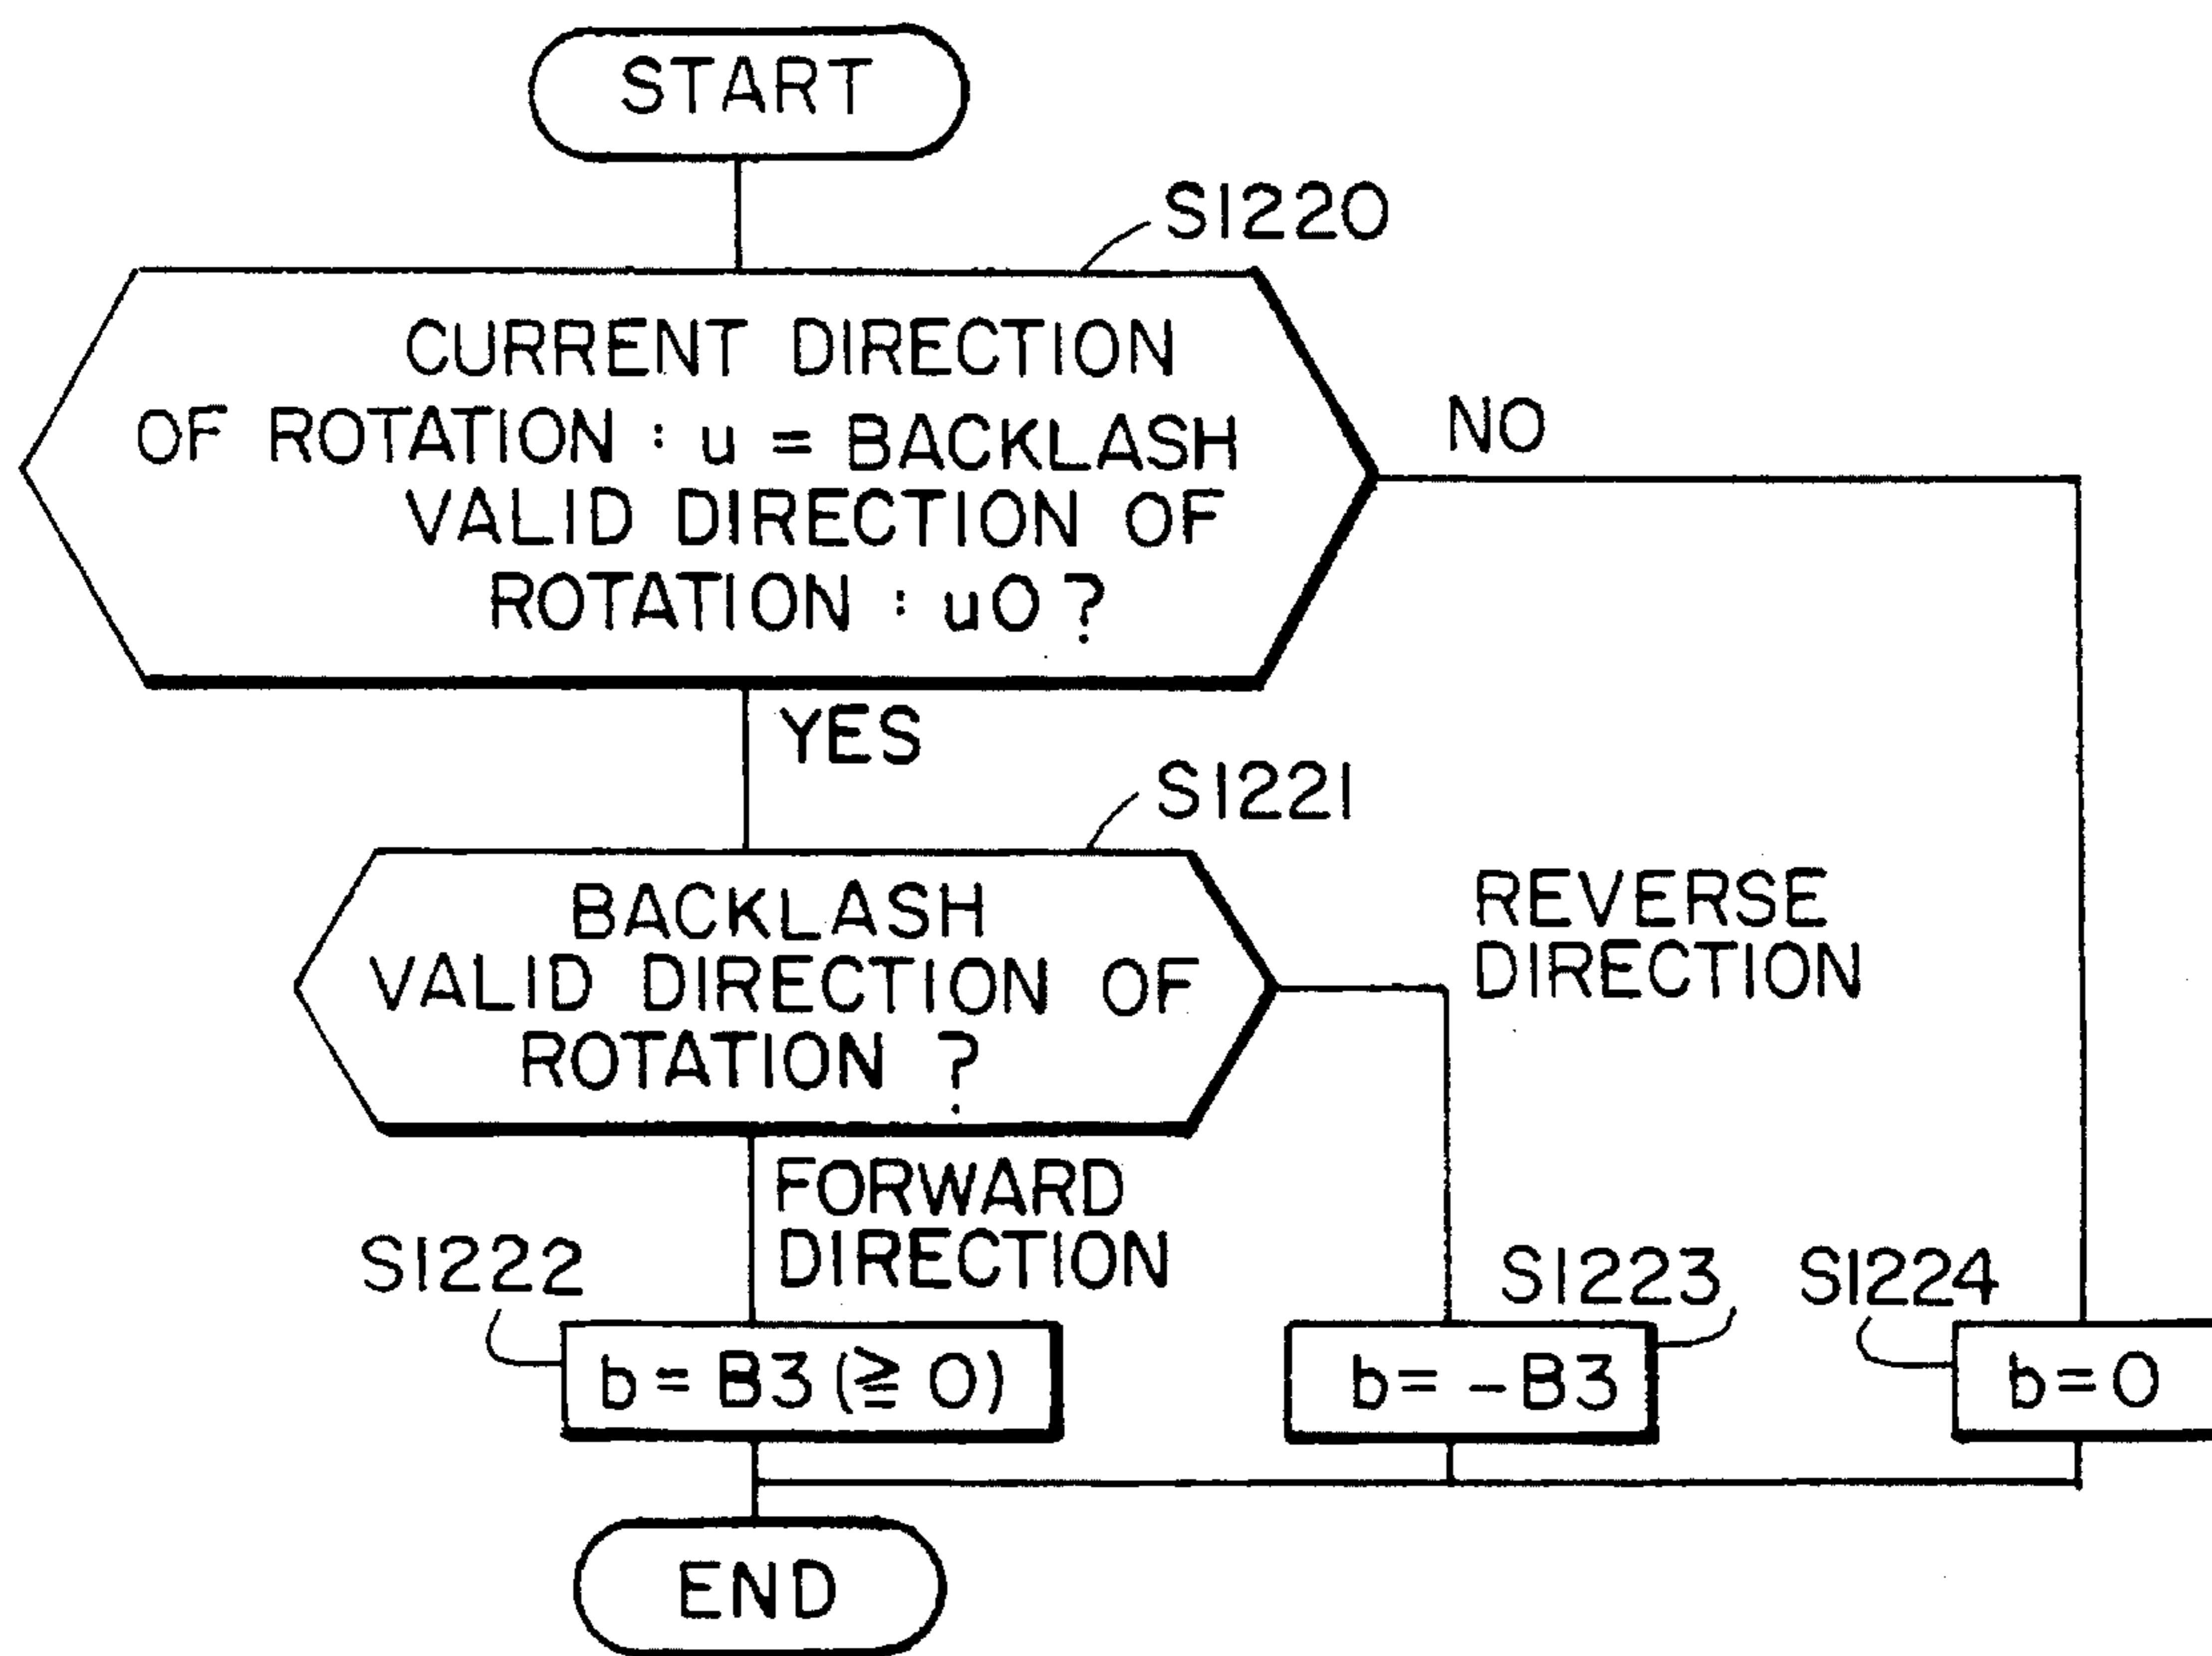 START
S1220
CURRENT DIRECTION
OF ROTATION : u = BACKLASH
VALID DIRECTION OF
ROTATION : u0 ?
NO
YES
S1221
BACKLASH
VALID DIRECTION OF
ROTATION ?
REVERSE
DIRECTION
FORWARD
DIRECTION
S1222
S1223
S1224
b = B3 (≧ 0)
b = -B3
b = 0
END